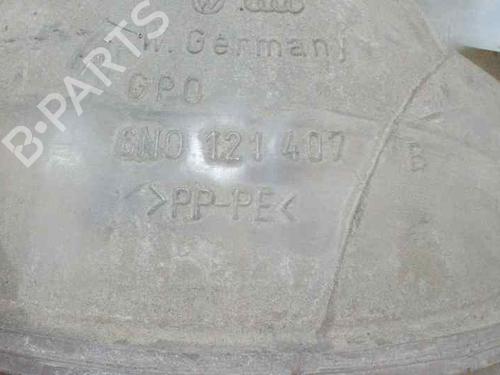 W. Germany
GPO
6N0 121 407 B
>PP-PE<
B-PARTS